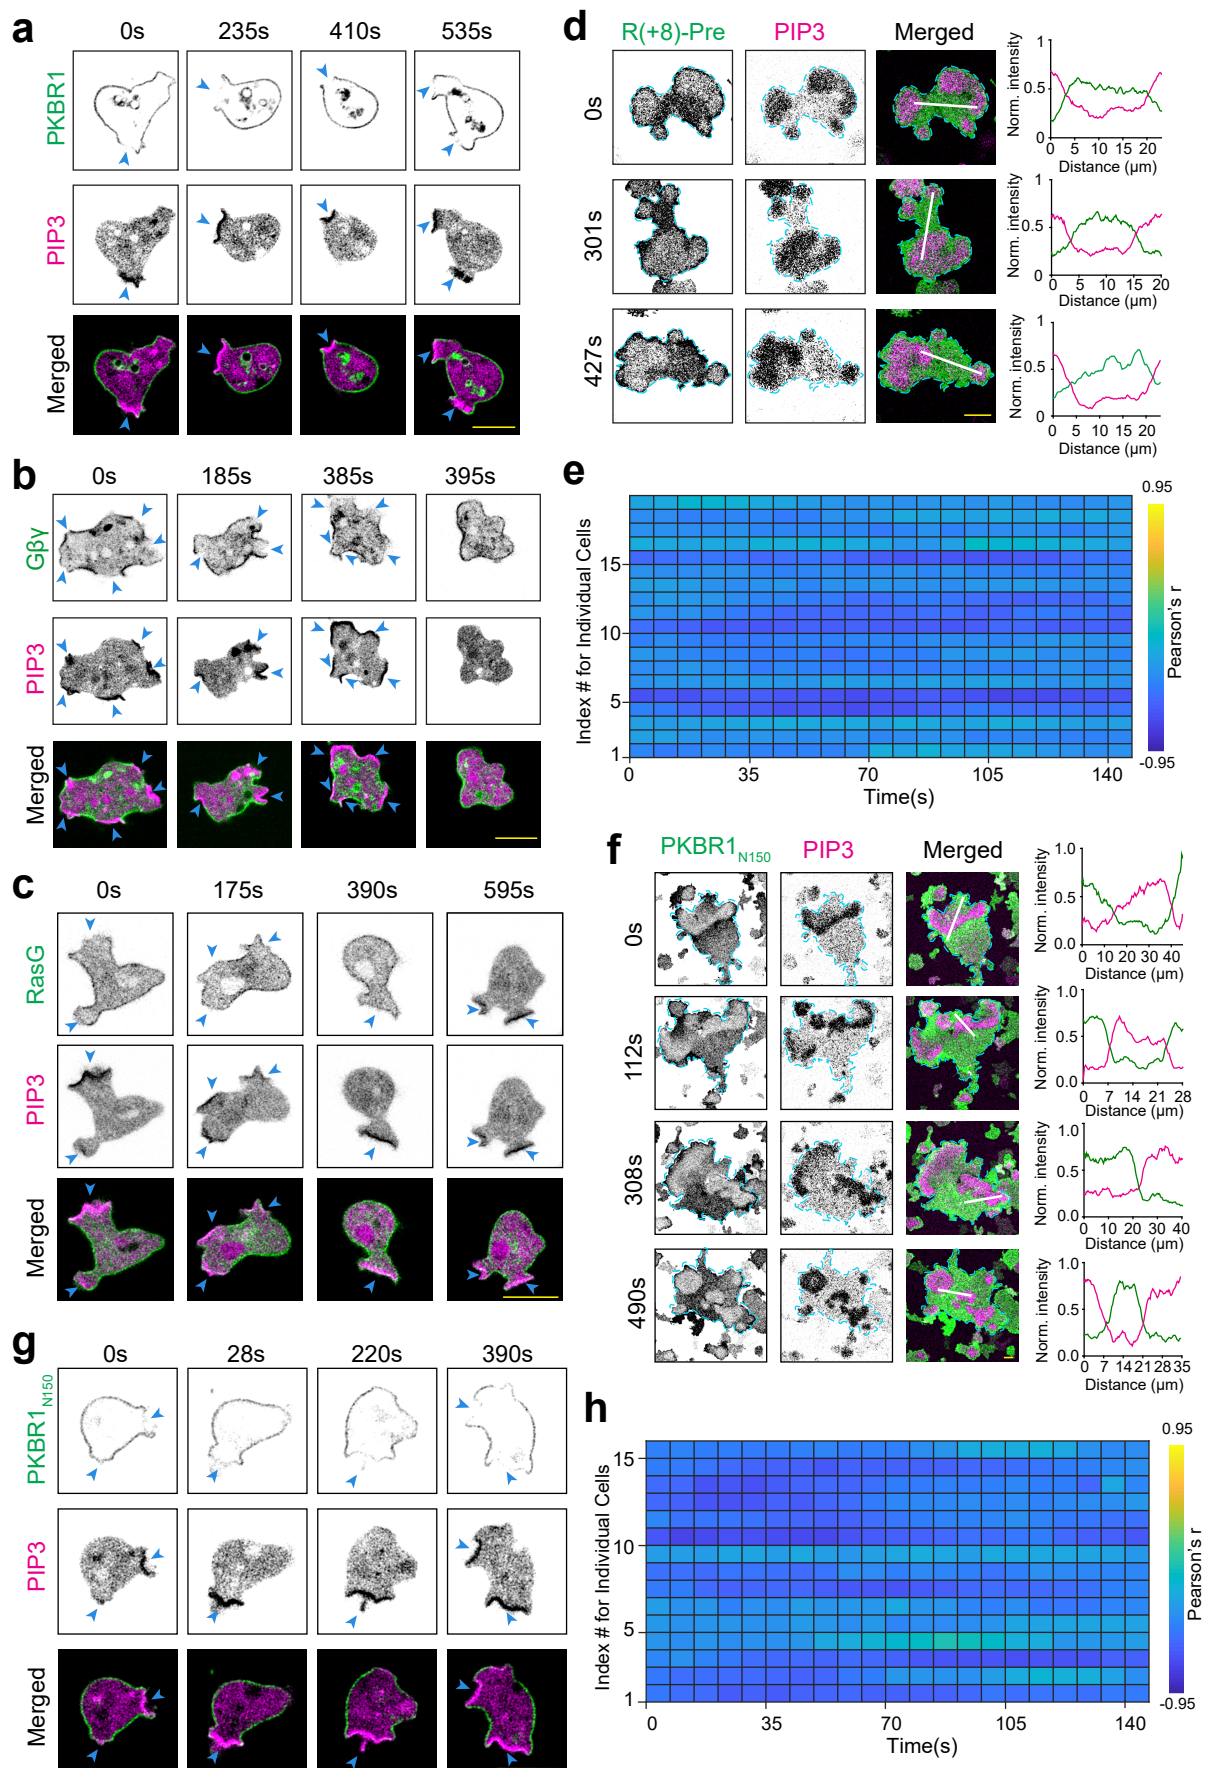 a
0s 235s 410s 535s
PKBR1
PIP3
Merged
b
0s 185s 385s 395s
Gβγ
PIP3
Merged
c
0s 175s 390s 595s
RasG
PIP3
Merged
g
0s 28s 220s 390s
PKBR1N150
PIP3
Merged
d
R(+8)-Pre PIP3 Merged
0s
Norm. intensity
1
0.5
0
0 5 10 15 20
Distance (µm)
301s
Norm. intensity
1
0.5
0
0 5 10 15 20
Distance (µm)
427s
Norm. intensity
1
0.5
0
0 5 10 15 20
Distance (µm)
e
Index # for Individual Cells
15
10
5
1
0 35 70 105 140
Time(s)
0.95
Pearson's r
-0.95
f
PKBR1N150 PIP3 Merged
0s
Norm. intensity
1.0
0.5
0.0
0 10 20 30 40
Distance (µm)
112s
Norm. intensity
1.0
0.5
0.0
0 7 14 21 28
Distance (µm)
308s
Norm. intensity
1.0
0.5
0.0
0 10 20 30 40
Distance (µm)
490s
Norm. intensity
1.0
0.5
0.0
0 7 14 21 28 35
Distance (µm)
h
Index # for Individual Cells
15
10
5
1
0 35 70 105 140
Time(s)
0.95
Pearson's r
-0.95